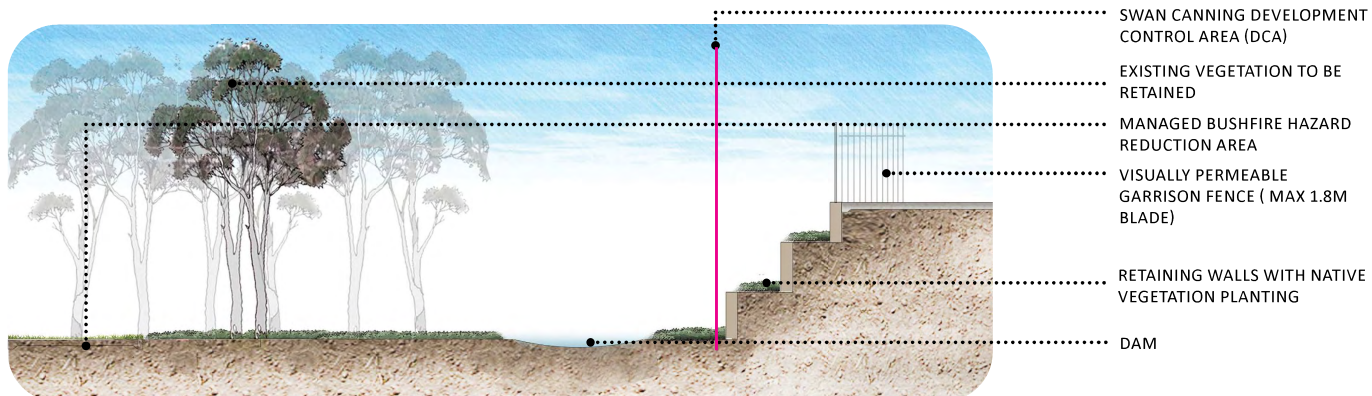 SWAN CANNING DEVELOPMENT
CONTROL AREA (DCA)
EXISTING VEGETATION TO BE
RETAINED
MANAGED BUSHFIRE HAZARD
REDUCTION AREA
VISUALLY PERMEABLE
GARRISON FENCE ( MAX 1.8M
BLADE)
RETAINING WALLS WITH NATIVE
VEGETATION PLANTING
DAM